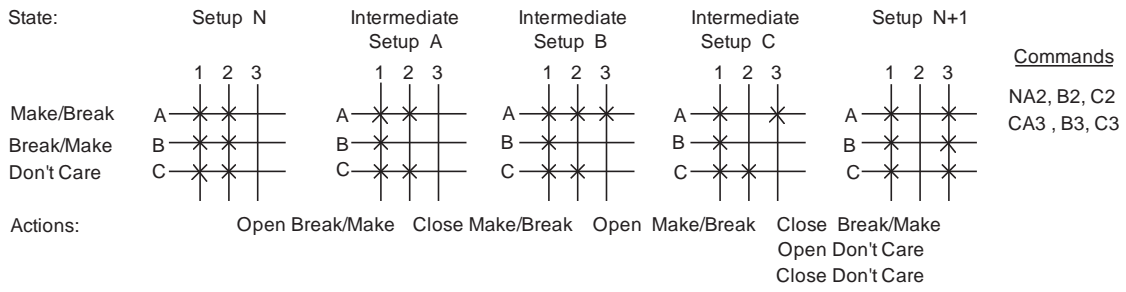 State: Setup N Intermediate Setup A Intermediate Setup B Intermediate Setup C Setup N+1
Commands
1 2 3 1 2 3 1 2 3 1 2 3 1 2 3
NA2, B2, C2
Make/Break A A A A A
CA3 , B3, C3
Break/Make B B B B B
Don't Care C C C C C
Actions: Open Break/Make Close Make/Break Open Make/Break Close Break/Make
Open Don't Care
Close Don't Care